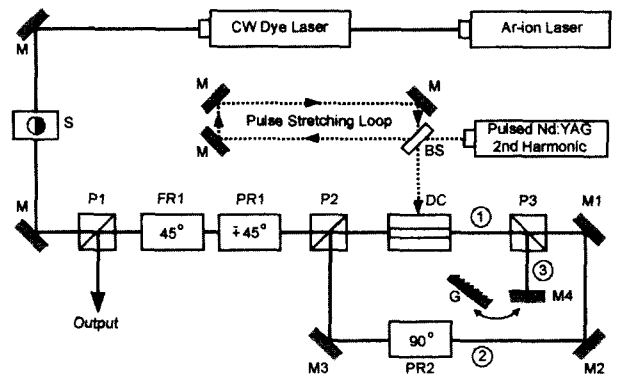 CW Dye Laser
Ar-ion Laser
M
M
M
Pulse Stretching Loop
Pulsed Nd:YAG
2nd Harmonic
S
M
BS
M
P1
FR1
PR1
P2
DC
P3
M1
45°
∓45°
1
3
G
M4
Output
90°
M3
PR2
2
M2